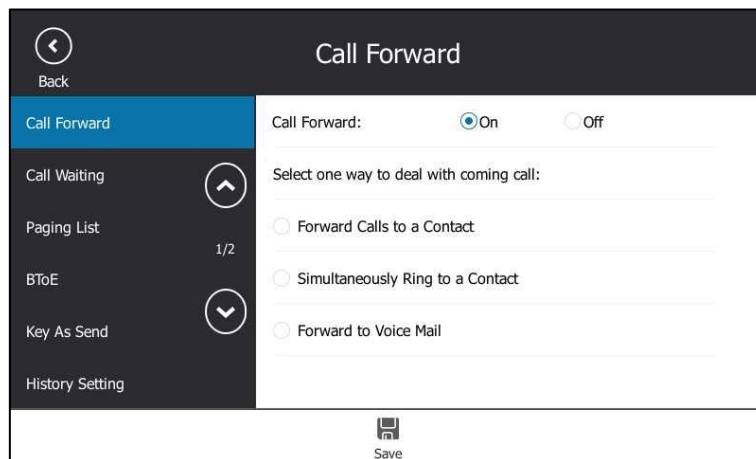 Call Forward
Back
Call Forward
Call Waiting
Paging List
1/2
BToE
Key As Send
History Setting
Call Forward: On Off
Select one way to deal with coming call:
Forward Calls to a Contact
Simultaneously Ring to a Contact
Forward to Voice Mail
Save